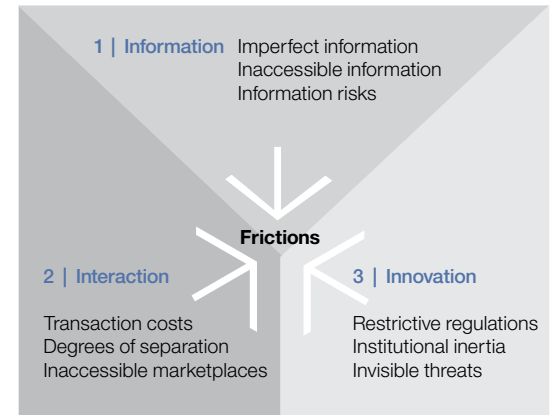 1 | Information Imperfect information
Inaccessible information
Information risks
Frictions
2 | Interaction
Transaction costs
Degrees of separation
Inaccessible marketplaces
3 | Innovation
Restrictive regulations
Institutional inertia
Invisible threats